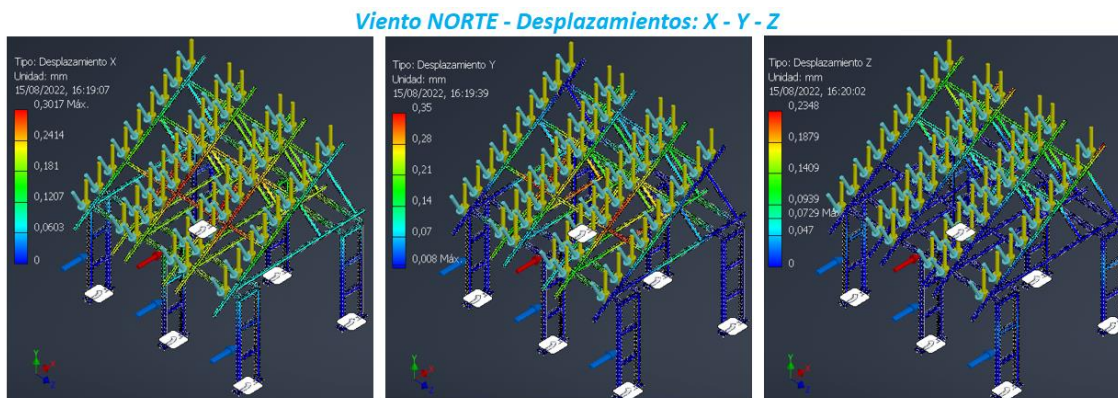 Viento NORTE - Desplazamientos: X - Y - Z
Tipo: Desplazamiento X
Unidad: mm
15/08/2022, 16:19:07
0,3017 Máx.
0,2414
0,181
0,1207
0,0603
0
Tipo: Desplazamiento Y
Unidad: mm
15/08/2022, 16:19:39
0,35
0,28
0,21
0,14
0,07
0,008 Máx
Tipo: Desplazamiento Z
Unidad: mm
15/08/2022, 16:20:02
0,2348
0,1879
0,1409
0,0939
0,0729 Máx
0,047
0
Y
X
Z
Y
X
Z
Y
X
Z